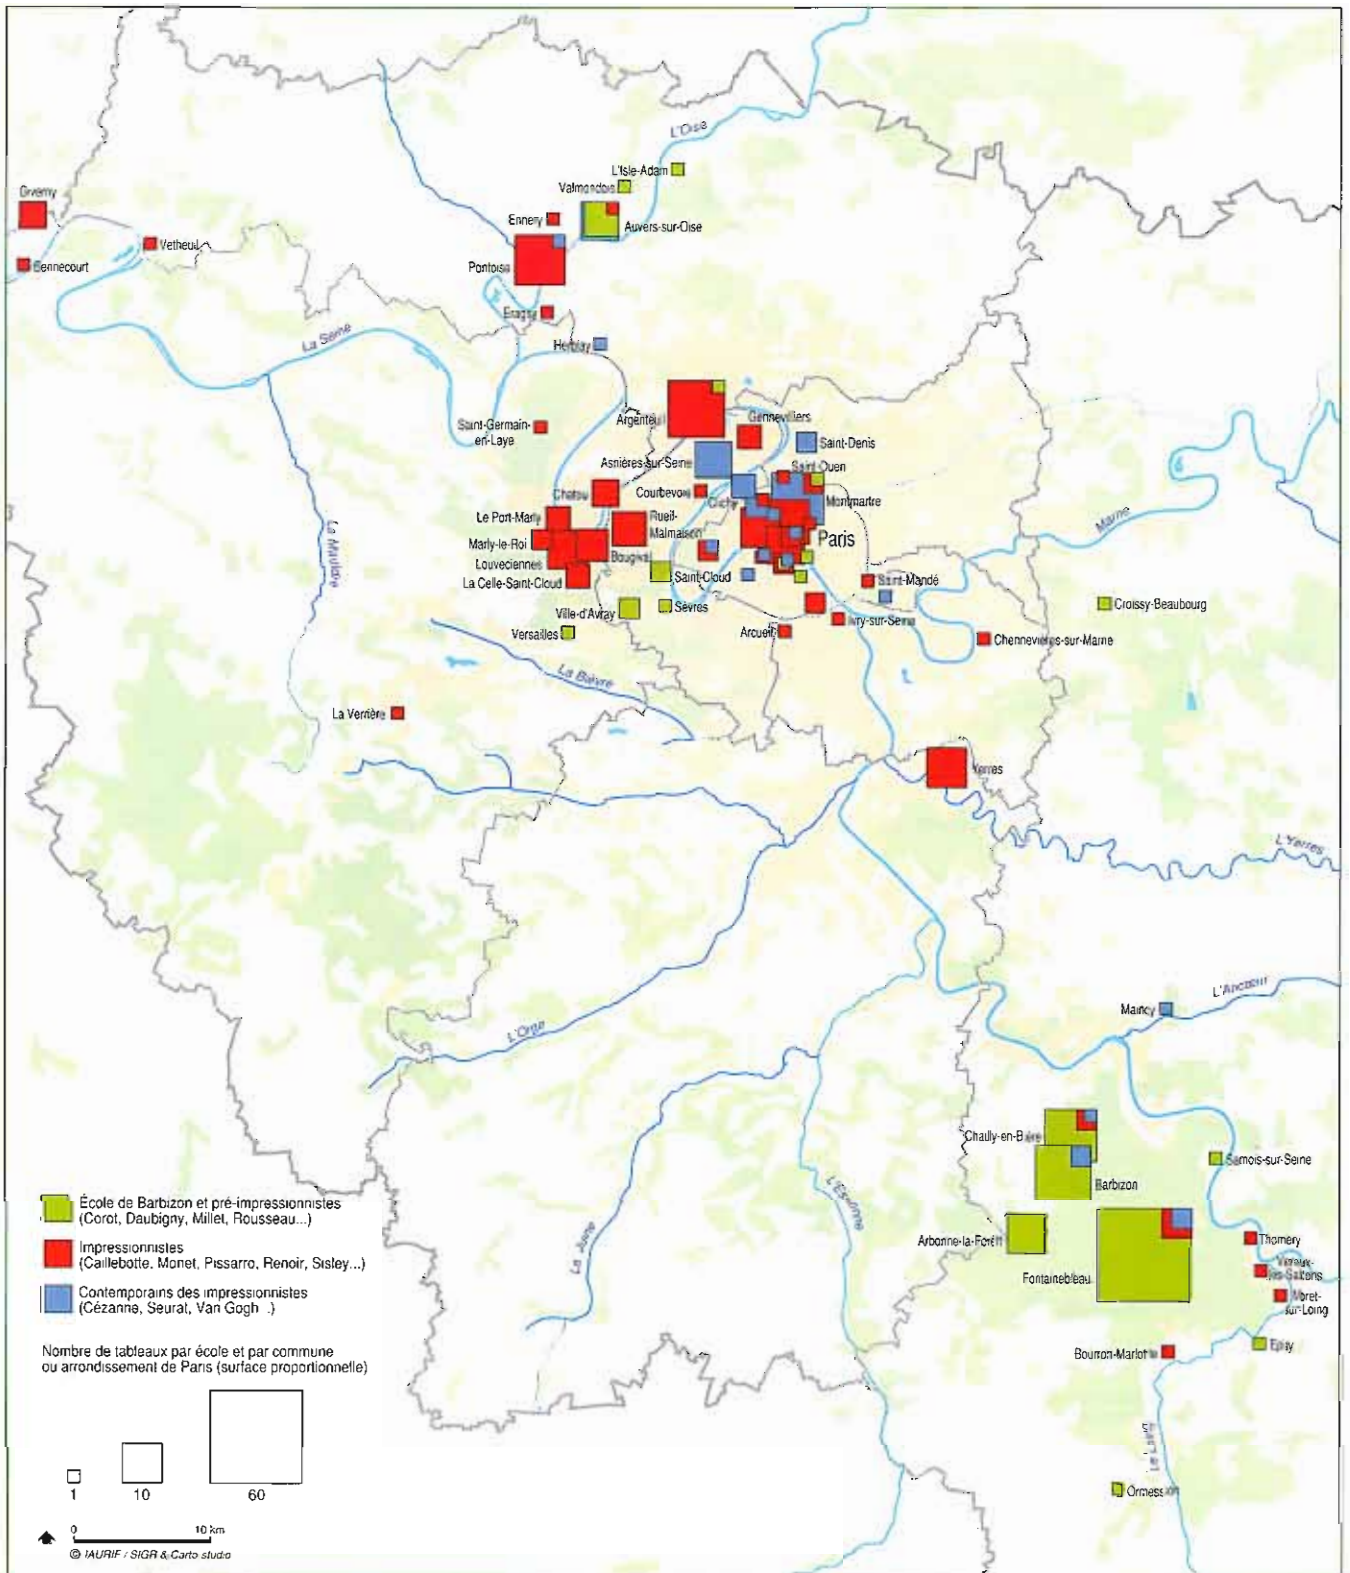 L'Oise
L'Isle-Adam
Valmondois
Giverny
Ennery
Auvers-sur-Oise
Vetheuil
Pontoise
Bennecourt
Eragny
La Seine
Herblay
Argenteuil
Gennevilliers
Saint-Germain-
en-Laye
Saint-Denis
Asnières-sur-Seine
Saint-Ouen
Chatou
Courbevoie
Clichy
Montmartre
Le Port-Marly
Rueil-
Malmaison
Marne
Marly-le-Roi
Paris
Bougival
Louveciennes
La Mauldre
La Celle-Saint-Cloud
Saint-Cloud
Saint-Mandé
Croissy-Beaubourg
Ville-d'Avray
Sèvres
Ivry-sur-Seine
Versailles
Arcueil
Chennevières-sur-Marne
La Bièvre
La Verrière
Yerres
L'Yerres
L'Ancœur
Maincy
L'Orge
Chailly-en-Bière
Samois-sur-Seine
Barbizon
L'Essonne
La Juine
Arbonne-la-Forêt
Thomery
Fontainebleau
Veneux-
les-Sablons
Moret-
sur-Loing
Episy
Bourron-Marlotte
Le Loing
Ormesson
École de Barbizon et pré-impressionnistes
(Corot, Daubigny, Millet, Rousseau...)
Impressionnistes
(Caillebotte, Monet, Pissarro, Renoir, Sisley...)
Contemporains des impressionnistes
(Cézanne, Seurat, Van Gogh...)
Nombre de tableaux par école et par commune
ou arrondissement de Paris (surface proportionnelle)
1 10 60
0 10 km
© IAURIF / SIGR & Carto studio